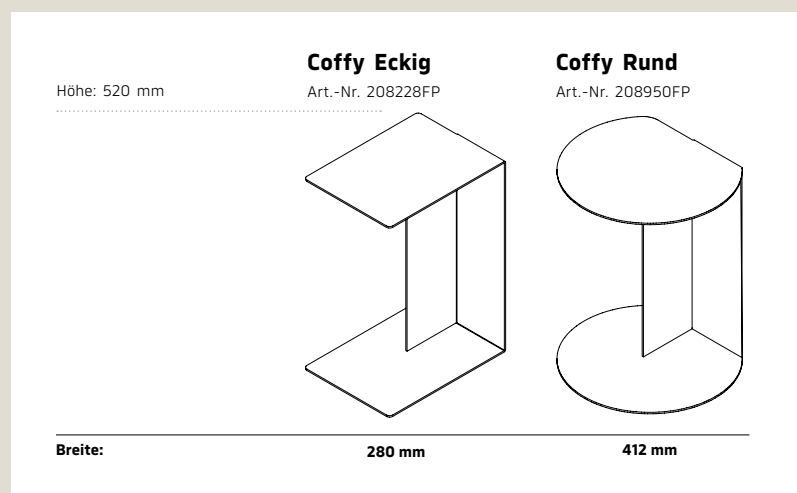 Coffy Eckig
Coffy Rund
Höhe: 520 mm
Art.-Nr. 208228FP
Art.-Nr. 208950FP
Breite:
280 mm
412 mm